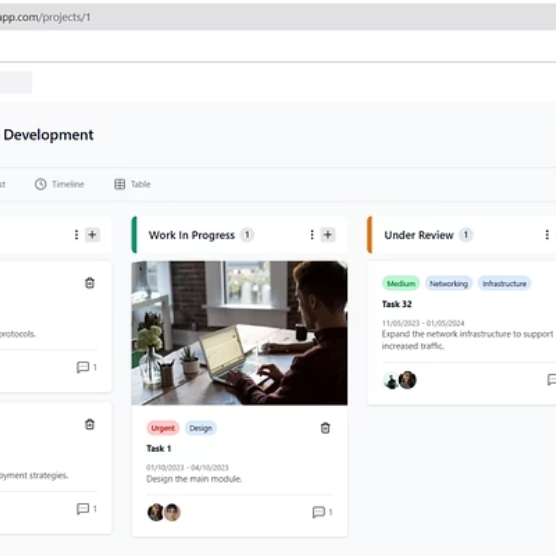 app.com/projects/1
Development
st
Timeline
Table
Work In Progress 1
Under Review 1
protocols.
1
oyment strategies.
1
Urgent Design
Task 1
01/10/2023 - 04/10/2023
Design the main module.
1
Medium Networking Infrastructure
Task 32
11/05/2023 - 01/05/2024
Expand the network infrastructure to support
increased traffic.